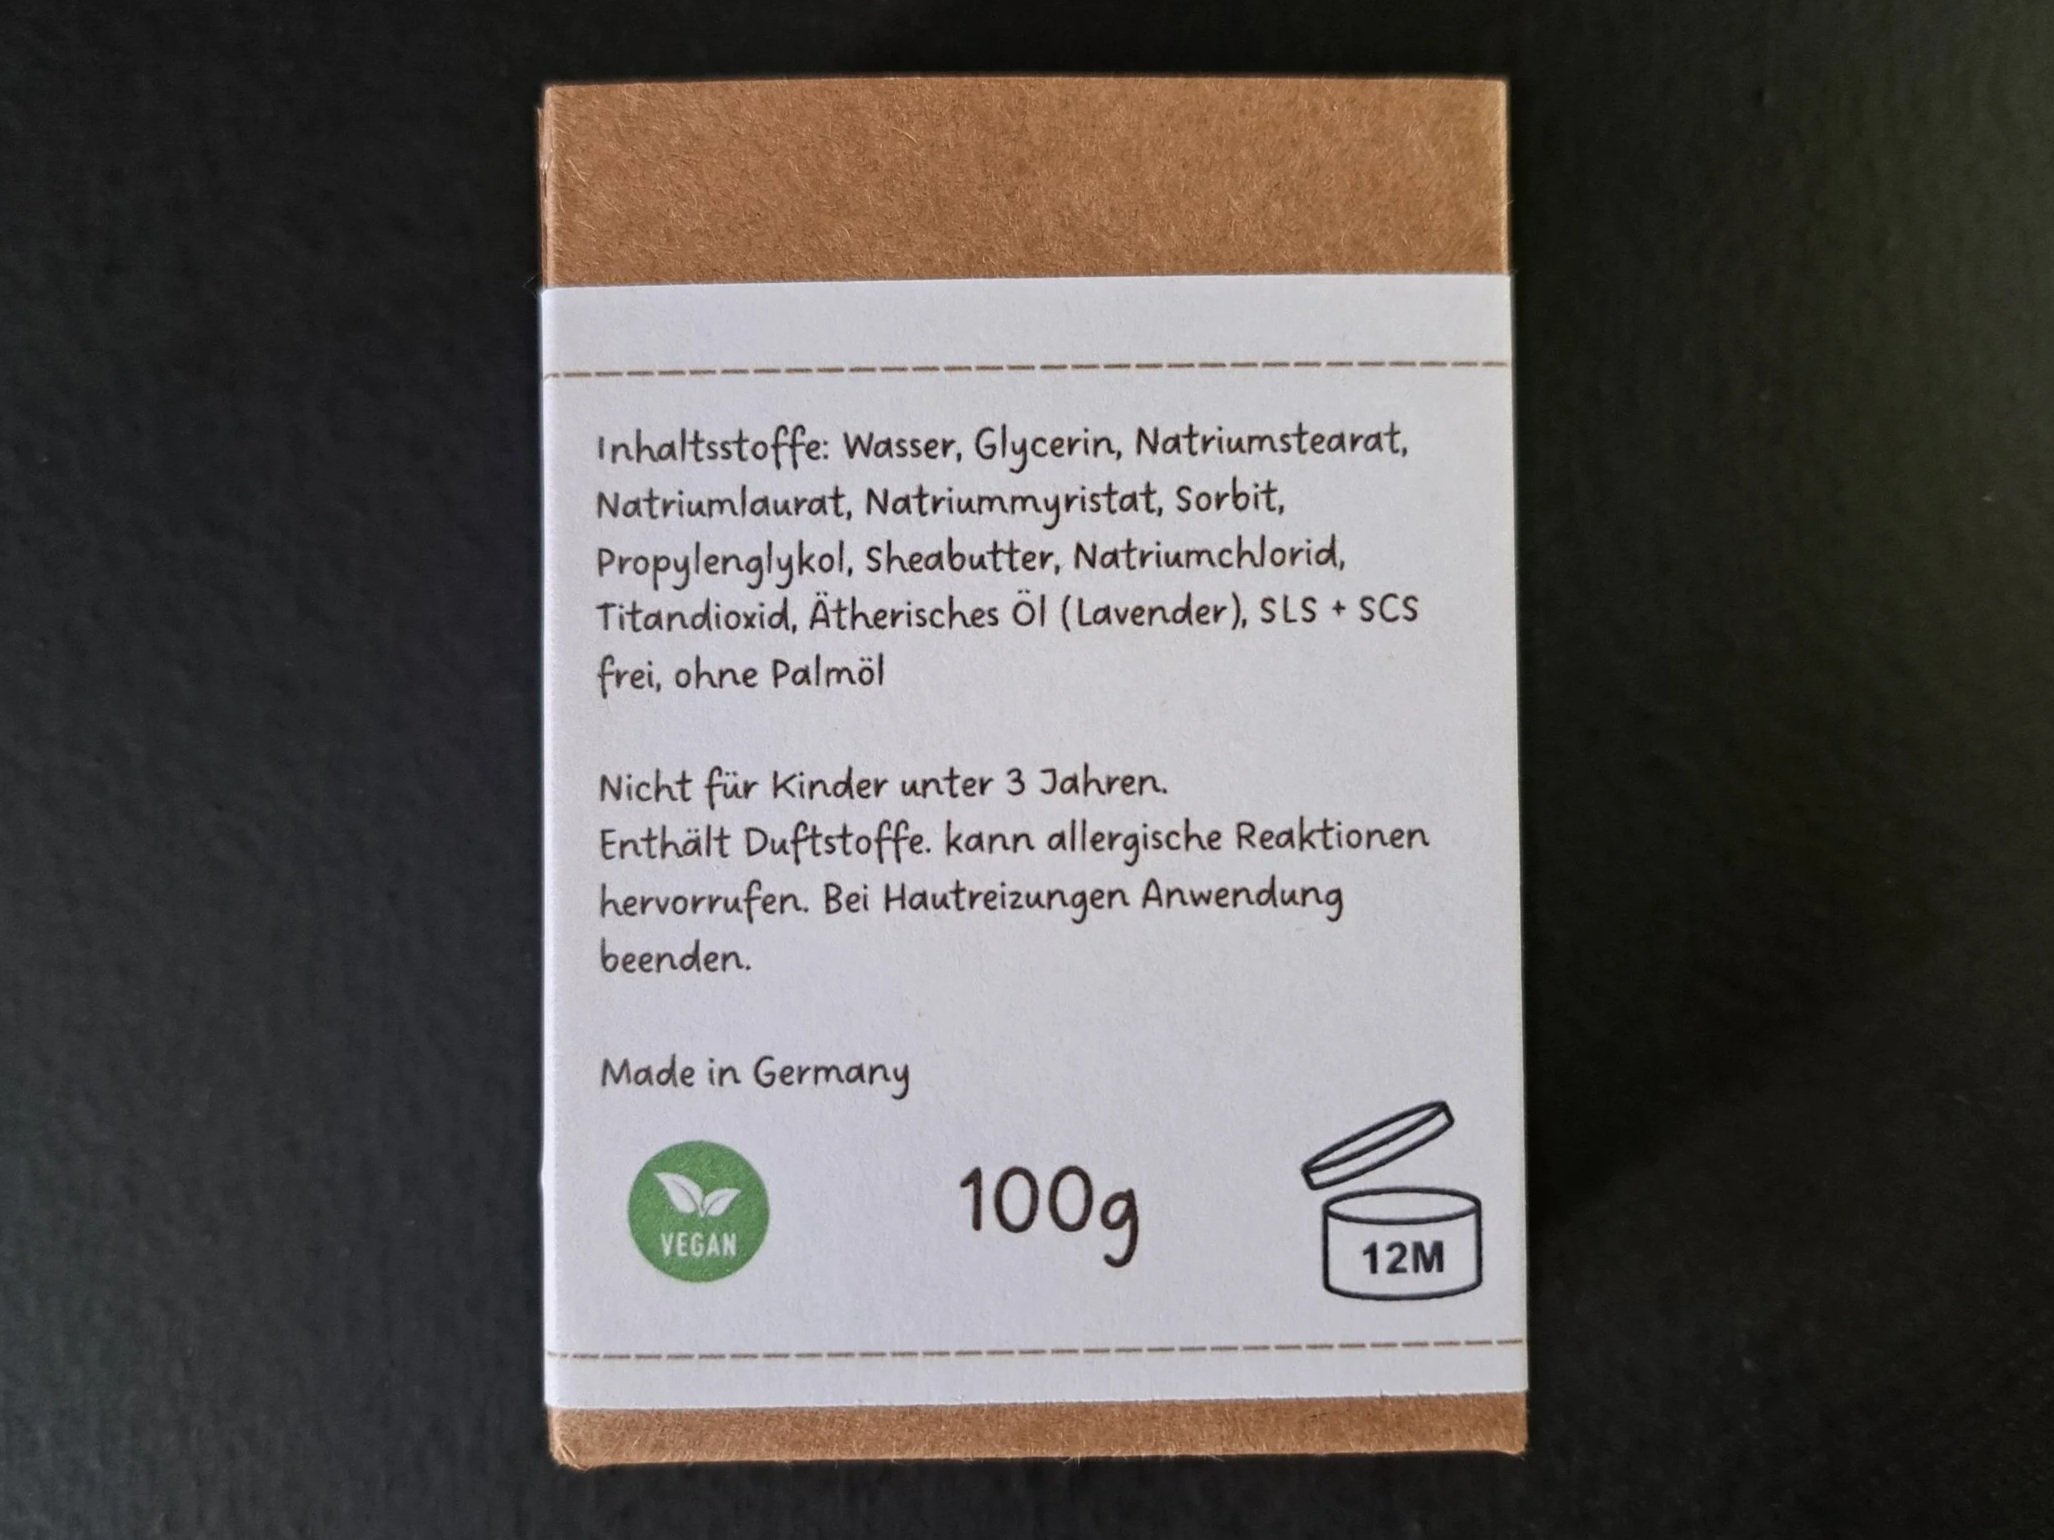 Inhaltsstoffe: Wasser, Glycerin, Natriumstearat,
Natriumlaurat, Natriummyristat, Sorbit,
Propylenglykol, Sheabutter, Natriumchlorid,
Titandioxid, Ätherisches Öl (Lavender), SLS + SCS
frei, ohne Palmöl
Nicht für Kinder unter 3 Jahren.
Enthält Duftstoffe. kann allergische Reaktionen
hervorrufen. Bei Hautreizungen Anwendung
beenden.
Made in Germany
VEGAN
100g
12M